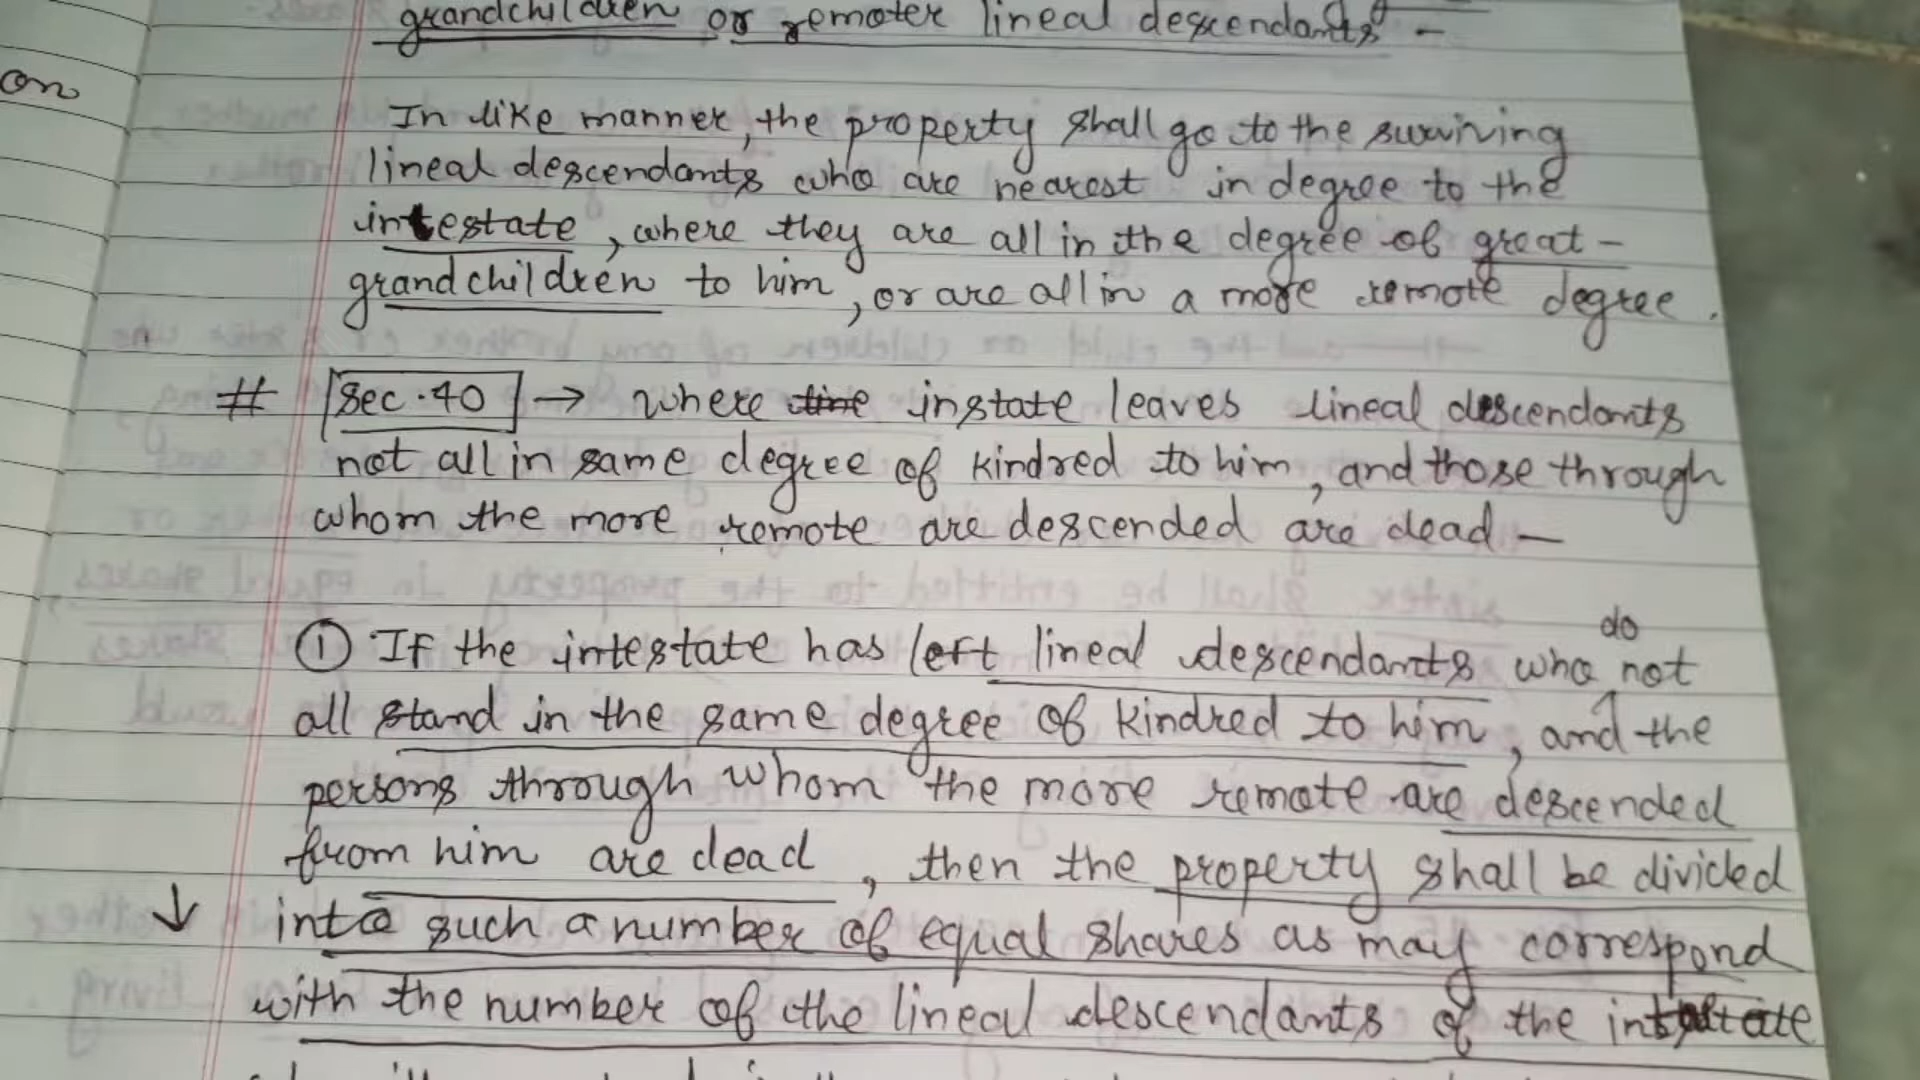 grandchildren or remoter lineal descendants -
on
In like manner, the property shall go to the surviving
lineal descendants who are nearest in degree to the
intestate, where they are all in the degree of great-
grandchildren to him, or are all in a more remote degree.
# Sec.40 → where instate leaves lineal descendants
not all in same degree of kindred to him, and those through
whom the more remote are descended are dead -
① If the intestate has left lineal descendants who do not
all stand in the same degree of kindred to him, and the
persons through whom the more remote are descended
from him are dead, then the property shall be divided
↓ into such a number of equal shares as may correspond
with the number of the lineal descendants of the intestate